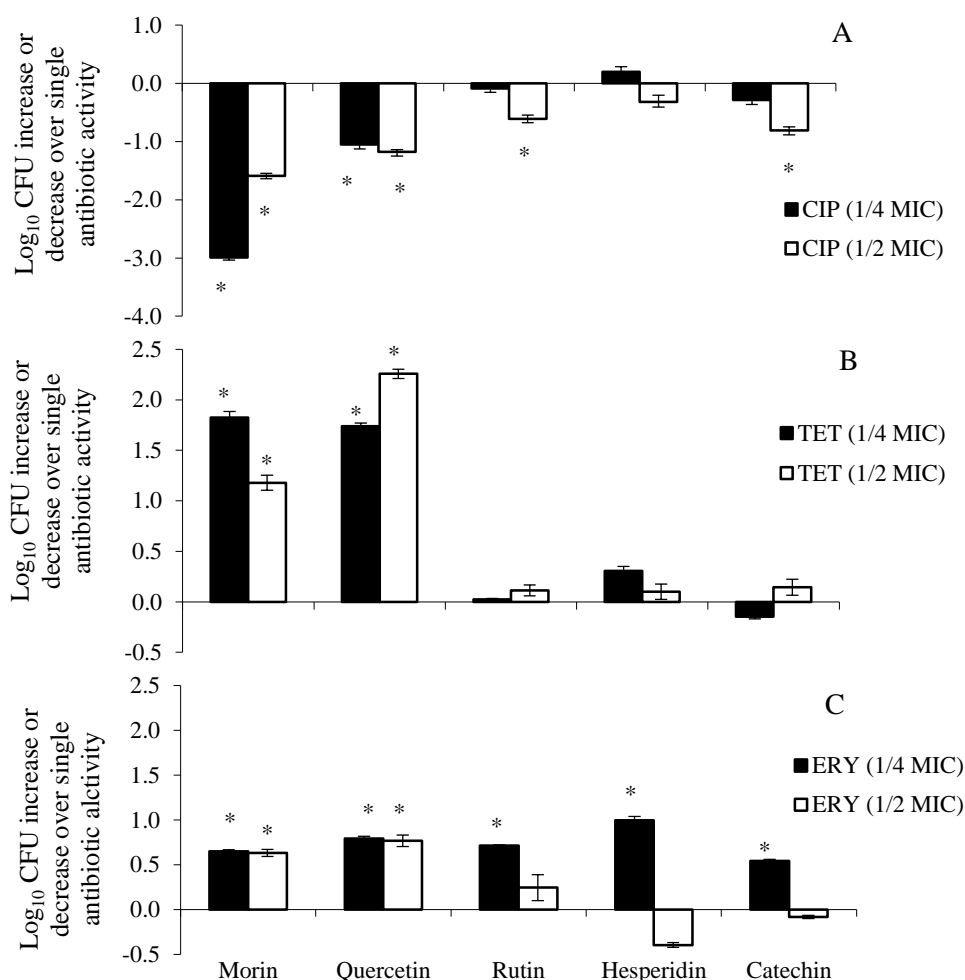 A
Log10 CFU increase or
decrease over single
antibiotic activity
1.0
0.0
-1.0
-2.0
-3.0
-4.0
*
*
*
*
*
*
CIP (1/4 MIC)
CIP (1/2 MIC)
B
Log10 CFU increase or
decrease over single
antibiotic activity
2.5
2.0
1.5
1.0
0.5
0.0
-0.5
*
*
*
*
TET (1/4 MIC)
TET (1/2 MIC)
C
Log10 CFU increase or
decrease over single
antibiotic alctivity
2.5
2.0
1.5
1.0
0.5
0.0
-0.5
*
*
*
*
*
*
*
ERY (1/4 MIC)
ERY (1/2 MIC)
Morin Quercetin Rutin Hesperidin Catechin